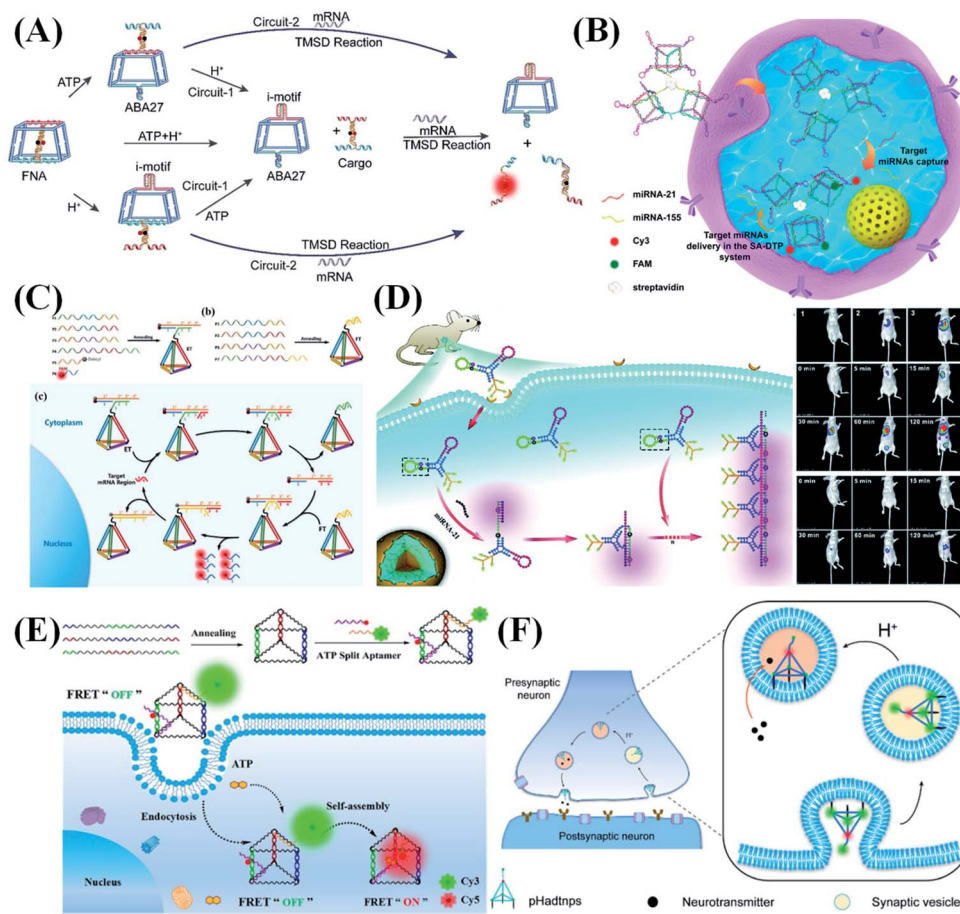 (A)
Circuit-2 mRNA
TMSD Reaction
ATP
ABA27
H⁺
Circuit-1
i-motif
FNA
ATP+H⁺
ABA27
+
Cargo
mRNA
TMSD Reaction
+
H⁺
i-motif
Circuit-1
ATP
TMSD Reaction
Circuit-2
mRNA
(B)
Target
miRNAs capture
miRNA-21
miRNA-155
Cy3
FAM
streptavidin
Target miRNAs
delivery in the SA-DTP
system
(C)
(b)
Annealing
ET
Annealing
FT
(c)
Cytoplasm
ET
Target
mRNA
Region
FT
Nucleus
(D)
miRNA-21
n
1
2
3
0 min
5 min
15 min
30 min
60 min
120 min
0 min
5 min
15 min
30 min
60 min
120 min
(E)
Annealing
ATP Split Aptamer
FRET “ OFF ”
ATP
Endocytosis
Self-assembly
Nucleus
FRET “ OFF ”
FRET “ ON ”
Cy3
Cy5
(F)
Presynaptic
neuron
H⁺
Postsynaptic neuron
H⁺
pHadtnps
Neurotransmitter
Synaptic vesicle